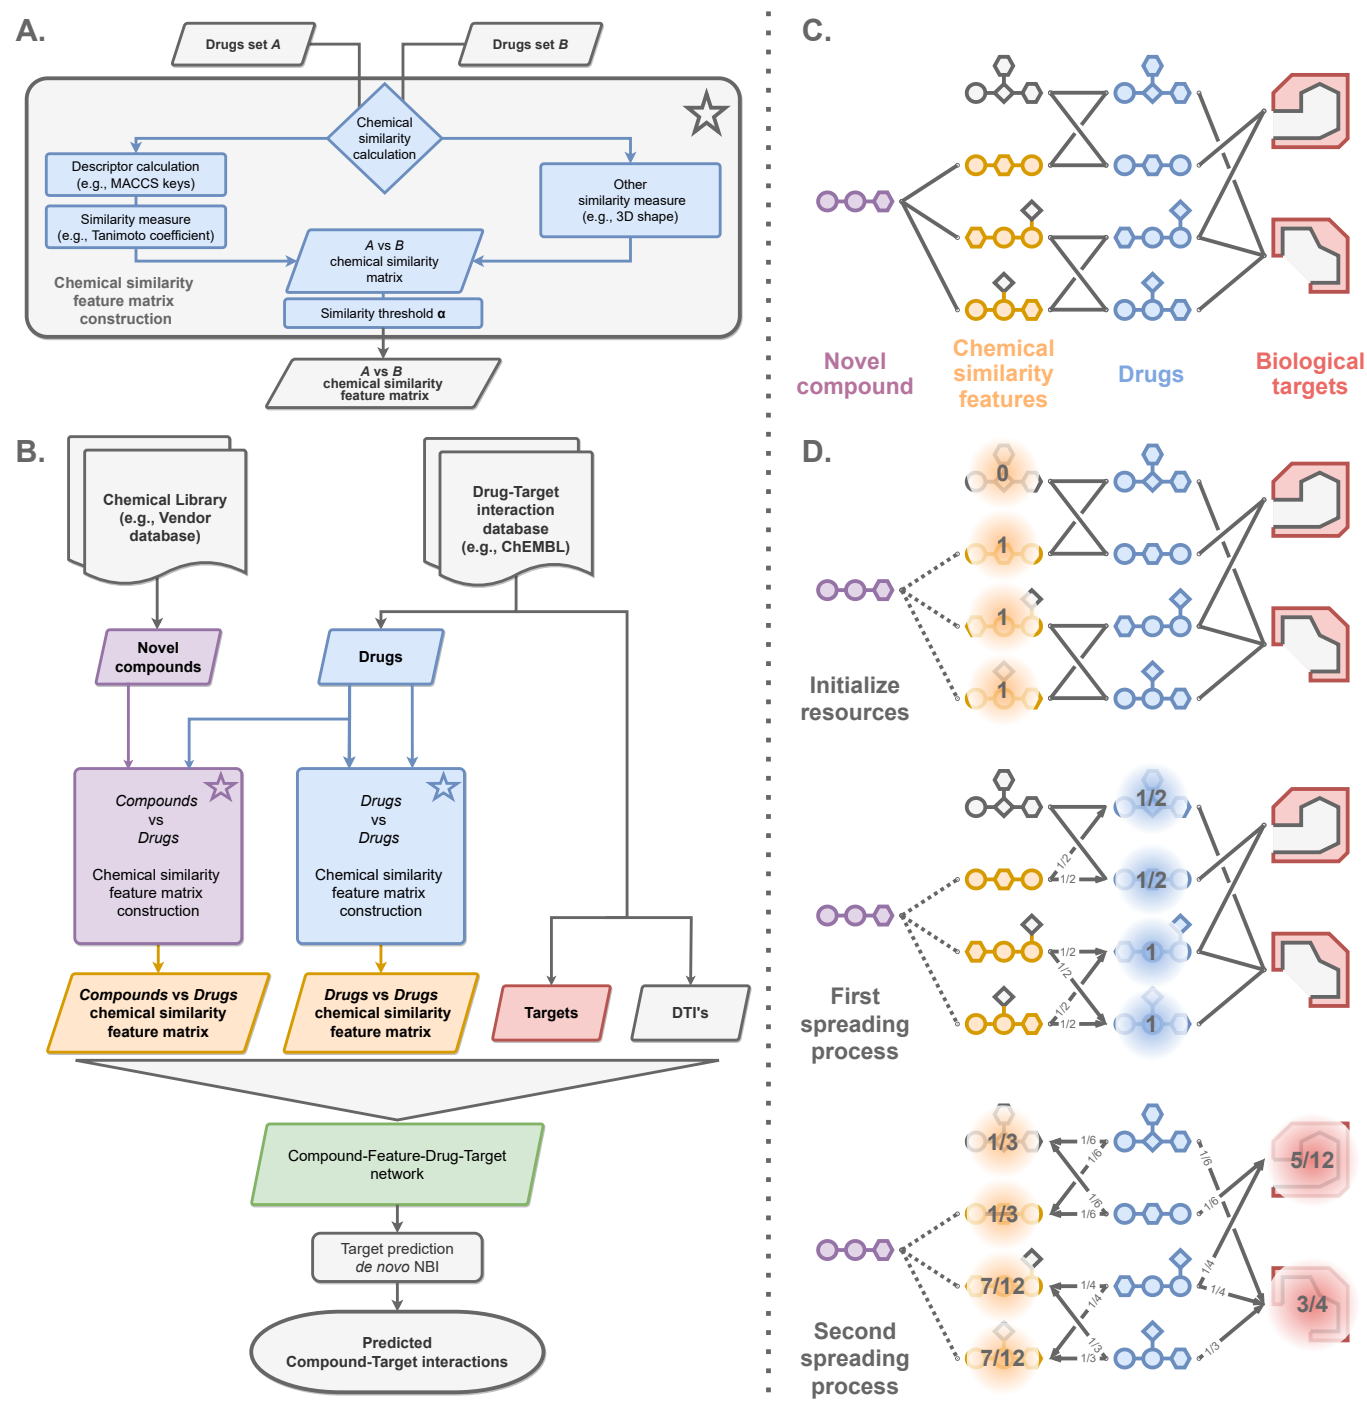 A.
Drugs set A
Drugs set B
Chemical
similarity
calculation
Descriptor calculation
(e.g., MACCS keys)
Similarity measure
(e.g., Tanimoto coefficient)
Other
similarity measure
(e.g., 3D shape)
A vs B
chemical similarity
matrix
Similarity threshold α
Chemical similarity
feature matrix
construction
A vs B
chemical similarity
feature matrix
B.
Chemical Library
(e.g., Vendor
database)
Drug-Target
interaction
database
(e.g., ChEMBL)
Novel
compounds
Drugs
Compounds
vs
Drugs
Chemical similarity
feature matrix
construction
Drugs
vs
Drugs
Chemical similarity
feature matrix
construction
Compounds vs Drugs
chemical similarity
feature matrix
Drugs vs Drugs
chemical similarity
feature matrix
Targets
DTI's
Compound-Feature-Drug-Target
network
Target prediction
de novo NBI
Predicted
Compound-Target interactions
C.
Novel
compound
Chemical
similarity
features
Drugs
Biological
targets
D.
0
1
1
1
Initialize
resources
1/2
1/2
1/2
1/2
1
1/2
1/2
1/2
1/2
1
First
spreading
process
1/3
1/6
1/6
1/6
5/12
1/3
1/6
1/6
1/6
7/12
1/4
1/4
1/4
1/4
3/4
7/12
1/3
1/3
1/3
Second
spreading
process